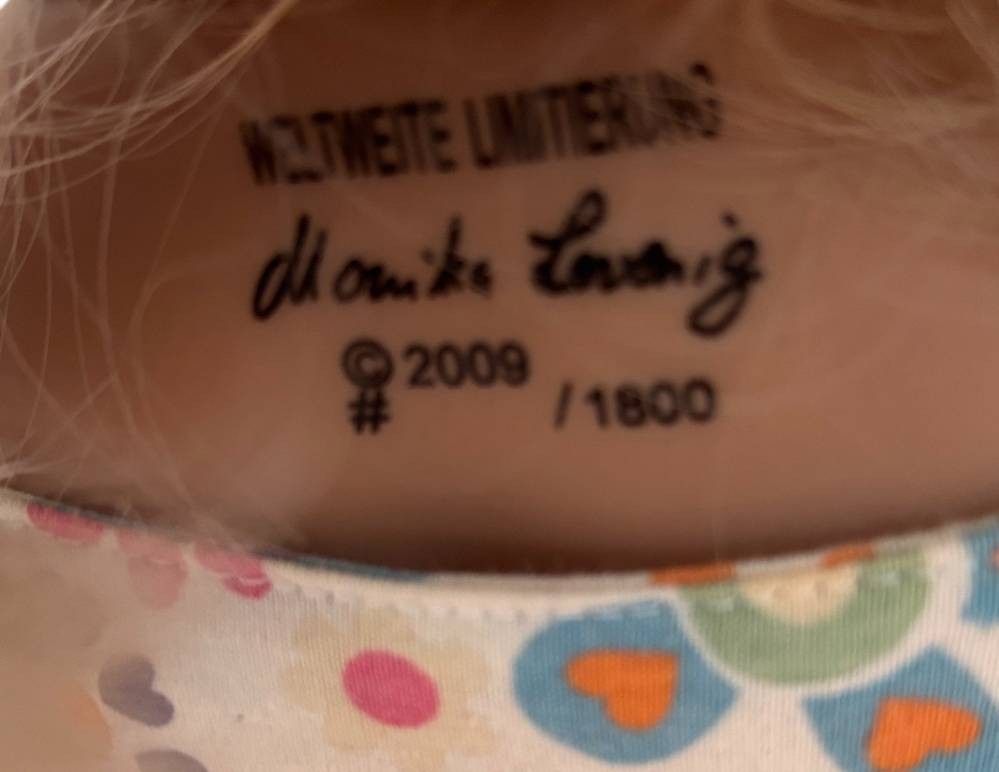 WELTWEITE LIMITIERUNG
Monika Levenig
© 2009
# /1800